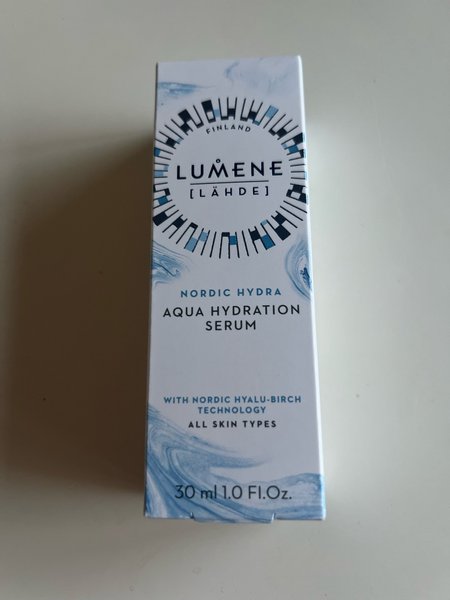 FINLAND
LUMENE
[LÄHDE]
NORDIC HYDRA
AQUA HYDRATION
SERUM
WITH NORDIC HYALU-BIRCH
TECHNOLOGY
ALL SKIN TYPES
30 ml 1.0 Fl.Oz.